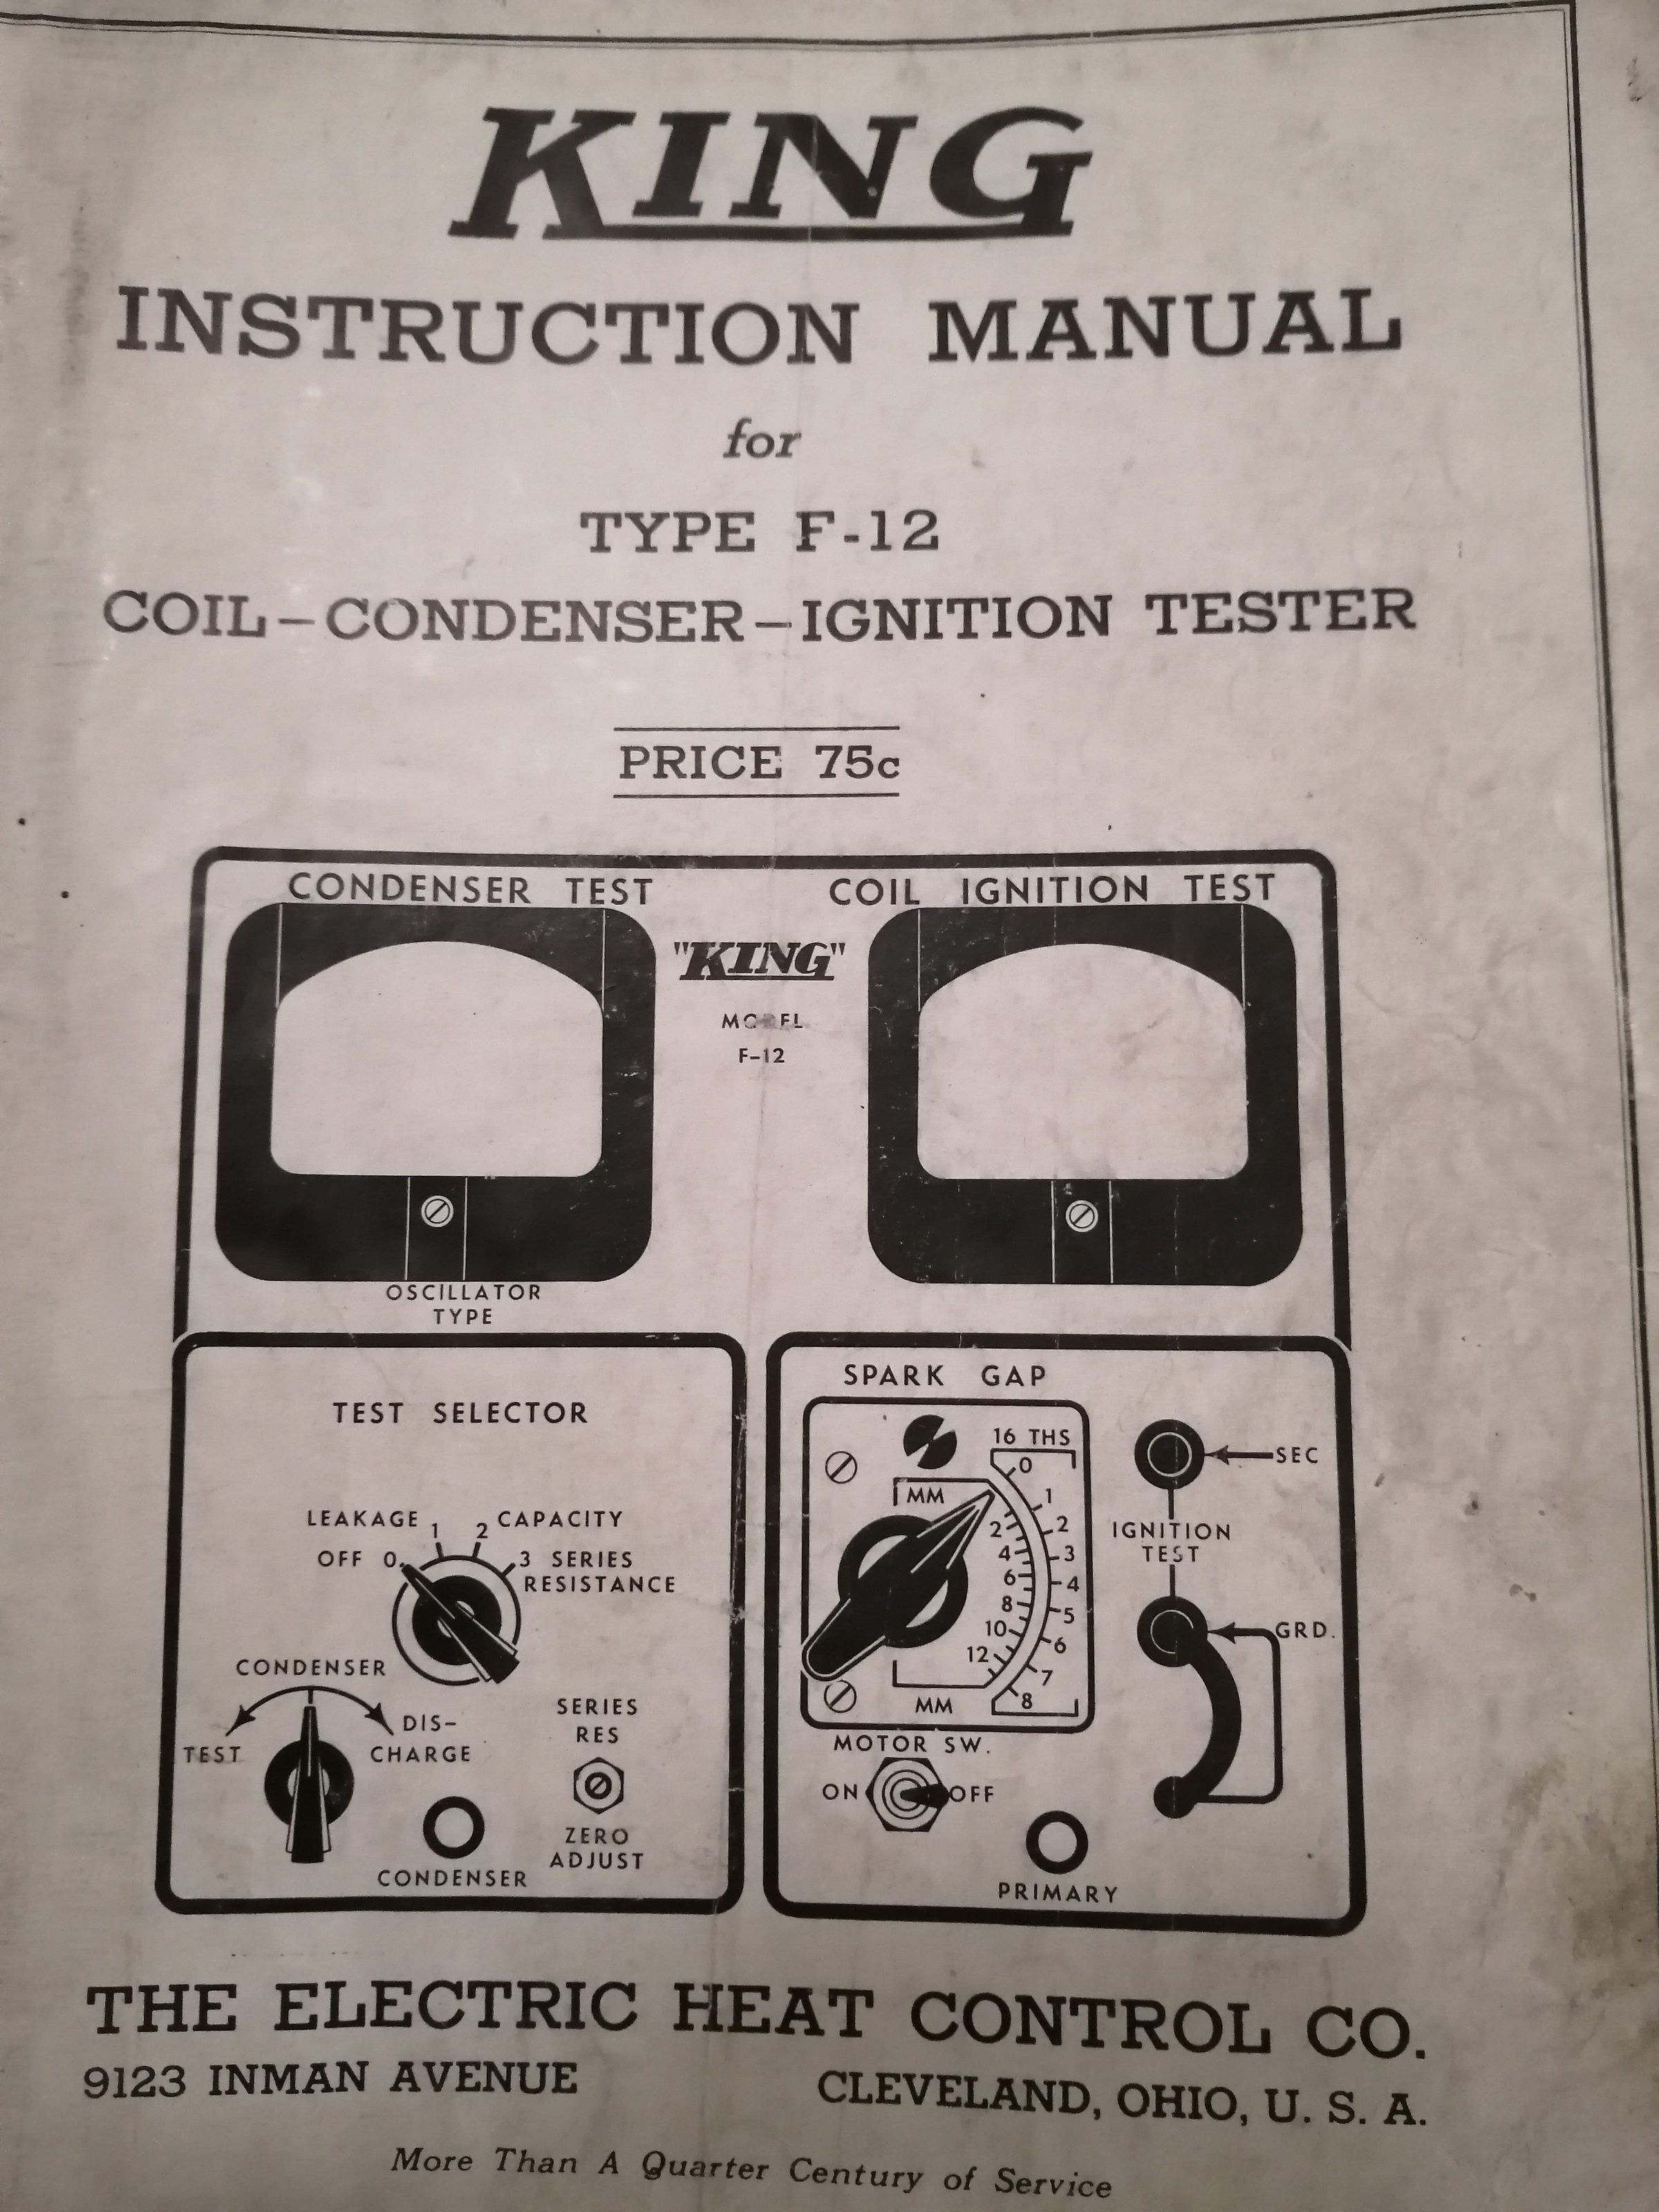 KING
INSTRUCTION MANUAL
for
TYPE F-12
COIL–CONDENSER–IGNITION TESTER
PRICE 75c
CONDENSER TEST
COIL IGNITION TEST
"KING"
MODEL
F-12
OSCILLATOR
TYPE
TEST SELECTOR
LEAKAGE 1
2 CAPACITY
OFF 0
3 SERIES
RESISTANCE
CONDENSER
TEST
DIS-
CHARGE
SERIES
RES
ZERO
ADJUST
CONDENSER
SPARK GAP
16 THS
0
1
2
3
4
5
6
7
8
MM
2
4
6
8
10
12
MM
SEC
IGNITION
TEST
GRD.
MOTOR SW.
ON
OFF
PRIMARY
THE ELECTRIC HEAT CONTROL CO.
9123 INMAN AVENUE
CLEVELAND, OHIO, U. S. A.
More Than A Quarter Century of Service